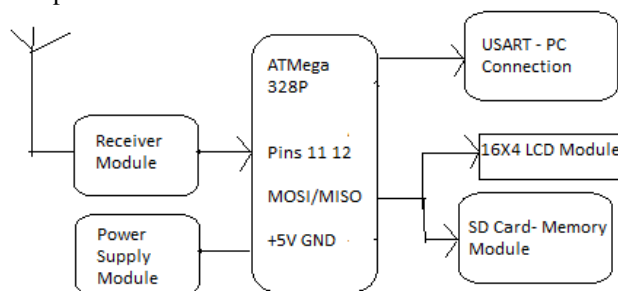 USART - PC
Connection
ATMega
328P
Receiver
Module
Pins 11 12
16X4 LCD Module
MOSI/MISO
SD Card- Memory
Module
Power
Supply
Module
+5V GND